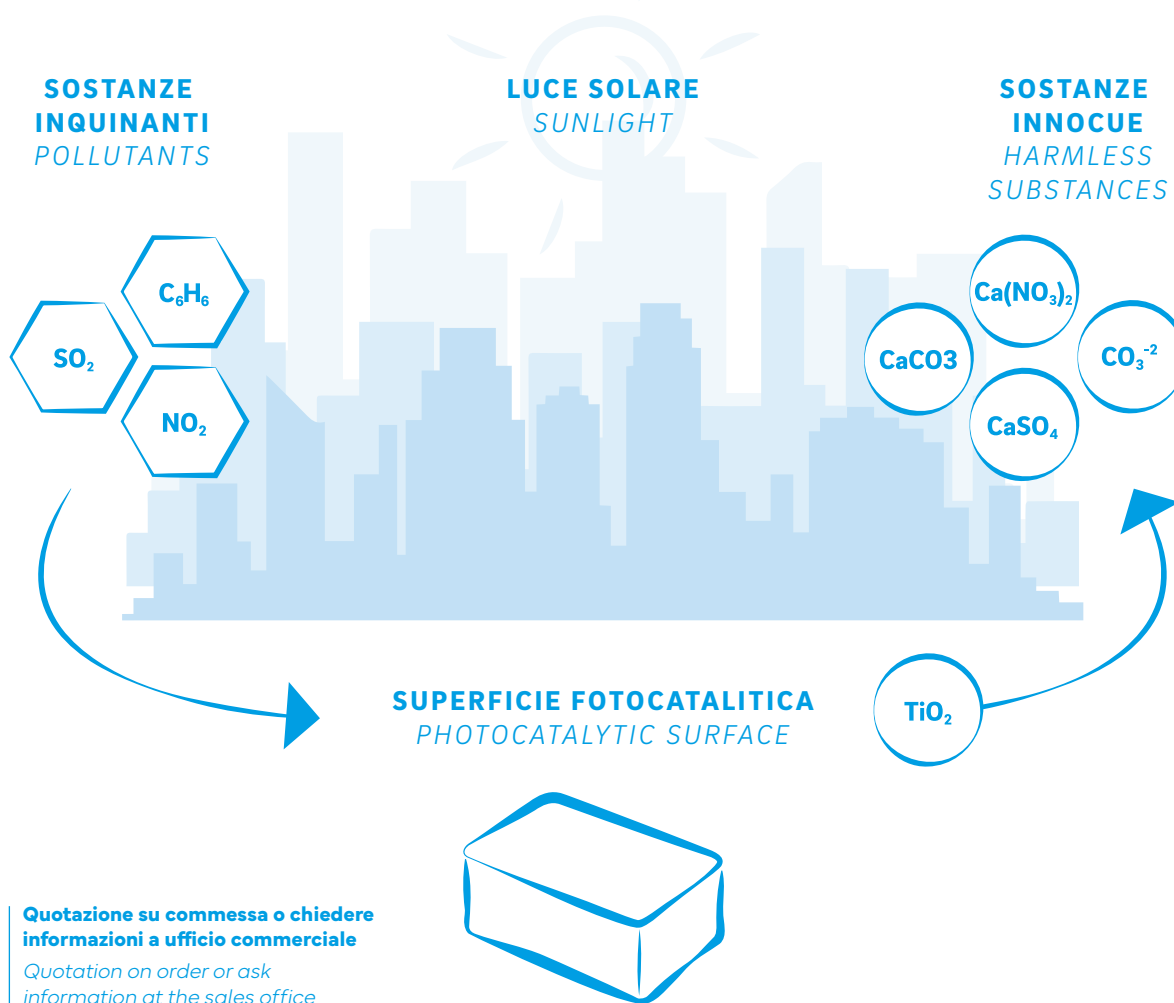 SOSTANZE
INQUINANTI
POLLUTANTS
LUCE SOLARE
SUNLIGHT
SOSTANZE
INNOCUE
HARMLESS
SUBSTANCES
C₆H₆
SO₂
NO₂
Ca(NO₃)₂
CaCO3
CO₃⁻²
CaSO₄
SUPERFICIE FOTOCATALITICA
PHOTOCATALYTIC SURFACE
TiO₂
Quotazione su commessa o chiedere
informazioni a ufficio commerciale
Quotation on order or ask
information at the sales office